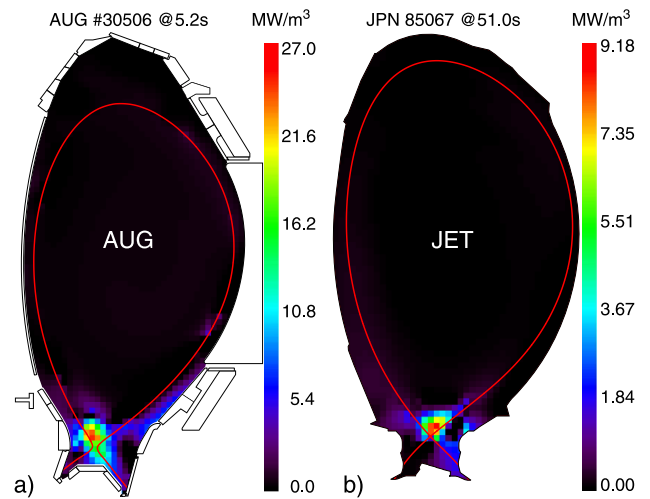 AUG #30506 @5.2s
MW/m³
27.0
21.6
16.2
10.8
5.4
0.0
AUG
a)
JPN 85067 @51.0s
MW/m³
9.18
7.35
5.51
3.67
1.84
0.00
JET
b)